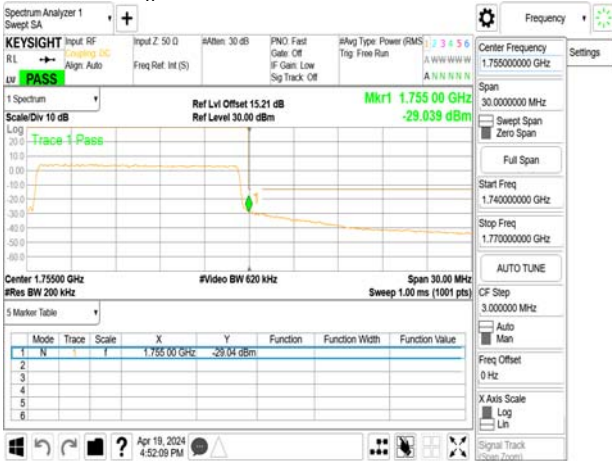 Spectrum Analyzer 1
Swept SA
+
Frequency
KEYSIGHT Input: RF Input Z: 50 Ω #Atten: 30 dB PNO: Fast #Avg Type: Power (RMS 1 2 3 4 5 6
RL Coupling: DC Gate: Off Trig: Free Run A W W W W W
Align: Auto Freq Ref: Int (S) IF Gain: Low
LW PASS Sig Track: Off A N N N N N
1 Spectrum Ref Lvl Offset 15.21 dB Mkr1 1.755 00 GHz
Scale/Div 10 dB Ref Level 30.00 dBm -29.039 dBm
Log
Trace 1 Pass
20.0
10.0
0.00
-10.0
-20.0
1
-30.0
-40.0
-50.0
-60.0
Center 1.75500 GHz #Video BW 620 kHz Span 30.00 MHz
#Res BW 200 kHz Sweep 1.00 ms (1001 pts)
5 Marker Table
Mode Trace Scale X Y Function Function Width Function Value
1 N 1 f 1.755 00 GHz -29.04 dBm
2
3
4
5
6
Apr 19, 2024
4:52:09 PM
?
Center Frequency
1.755000000 GHz
Settings
Span
30.0000000 MHz
Swept Span
Zero Span
Full Span
Start Freq
1.740000000 GHz
Stop Freq
1.770000000 GHz
AUTO TUNE
CF Step
3.000000 MHz
Auto
Man
Freq Offset
0 Hz
X Axis Scale
Log
Lin
Signal Track
(Span Zoom)